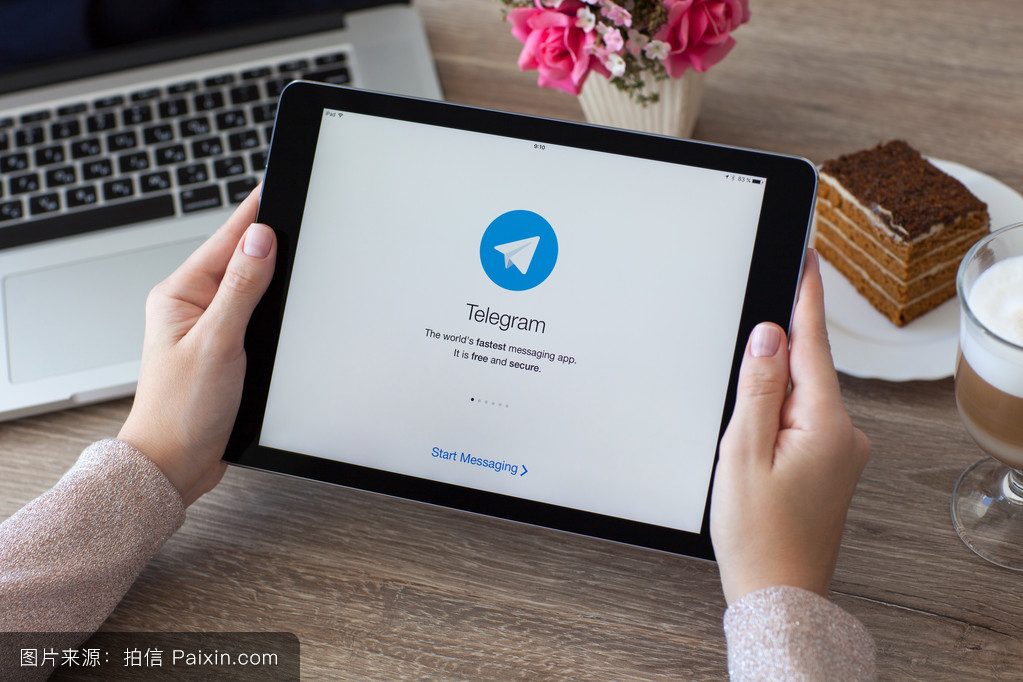 iPad
9:10
83 %
Telegram
The world's fastest messaging app.
It is free and secure.
Start Messaging
图片来源：拍信 Paixin.com